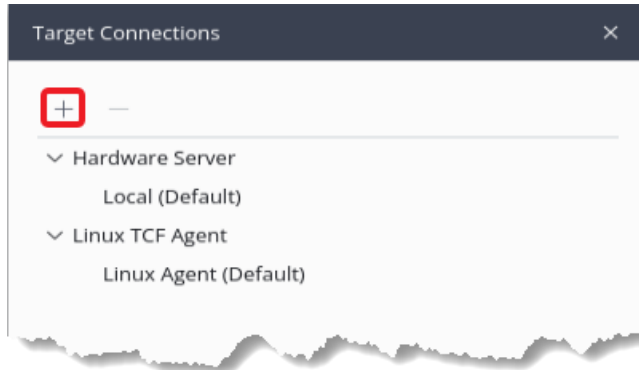 Target Connections
Hardware Server
Local (Default)
Linux TCF Agent
Linux Agent (Default)